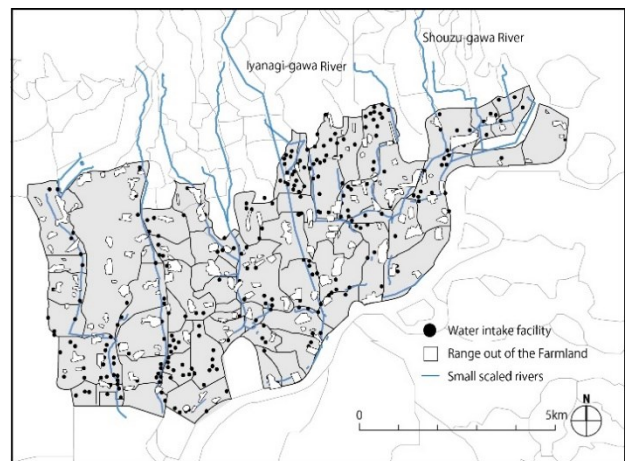 Shouzu-gawa River
Iyanagi-gawa River
Water intake facility
Range out of the Farmland
Small scaled rivers
0
5km
N